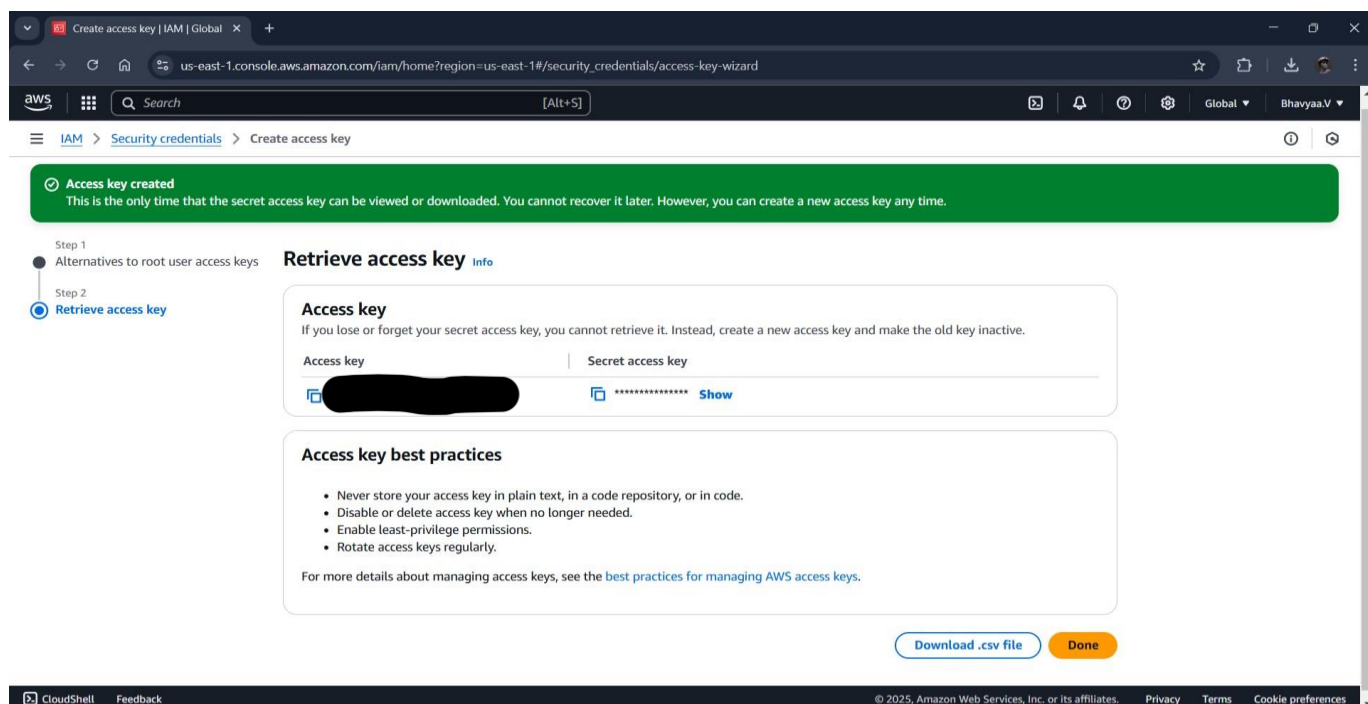 Create access key | IAM | Global
us-east-1.console.aws.amazon.com/iam/home?region=us-east-1#/security_credentials/access-key-wizard
aws
Search [Alt+S]
Global
Bhavyaa.V
IAM > Security credentials > Create access key
Access key created
This is the only time that the secret access key can be viewed or downloaded. You cannot recover it later. However, you can create a new access key any time.
Step 1
Alternatives to root user access keys
Step 2
Retrieve access key
Retrieve access key Info
Access key
If you lose or forget your secret access key, you cannot retrieve it. Instead, create a new access key and make the old key inactive.
Access key
Secret access key
*************** Show
Access key best practices
• Never store your access key in plain text, in a code repository, or in code.
• Disable or delete access key when no longer needed.
• Enable least-privilege permissions.
• Rotate access keys regularly.
For more details about managing access keys, see the best practices for managing AWS access keys.
Download .csv file
Done
CloudShell Feedback
© 2025, Amazon Web Services, Inc. or its affiliates. Privacy Terms Cookie preferences